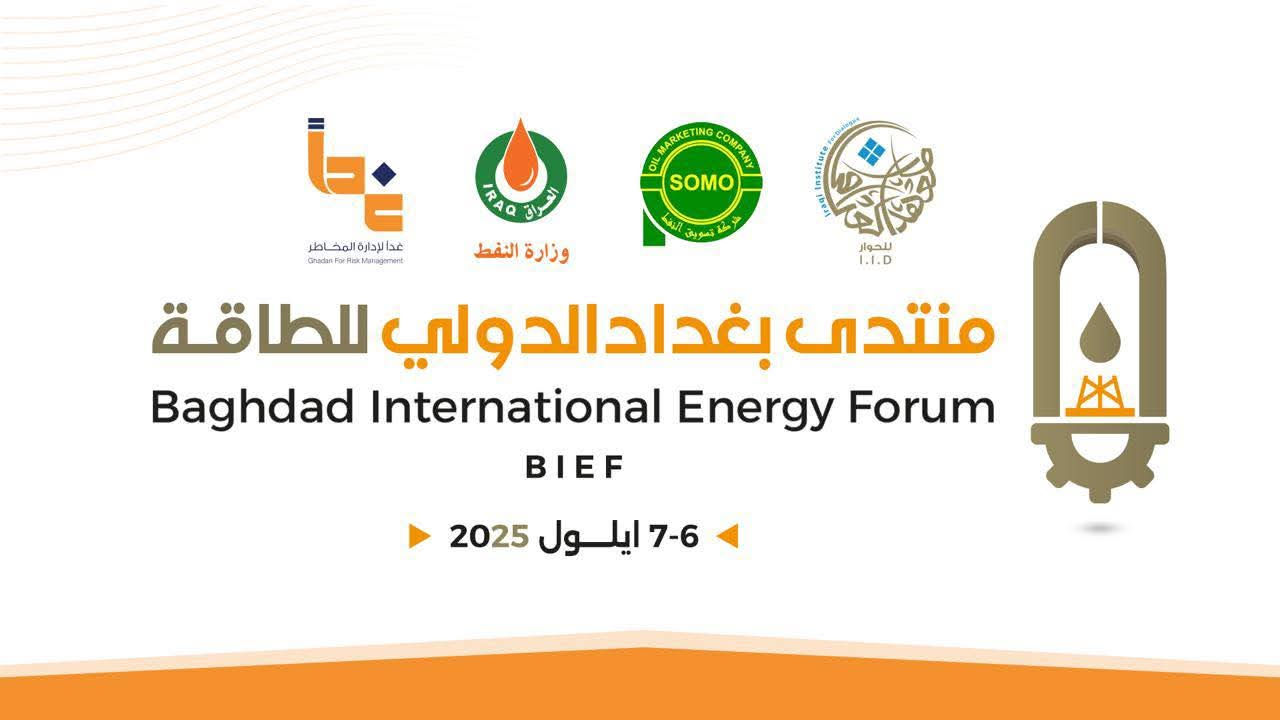 غداً لإدارة المخاطر
Ghadan For Risk Management
IRAQ العراق
وزارة النفط
OIL MARKETING COMPANY
SOMO
شركة تسويق النفط
Iraqi Institute For Dialogue
للحوار
I.I.D
منتدى بغداد الدولي للطاقة
Baghdad International Energy Forum
BIEF
7-6 ايلول 2025